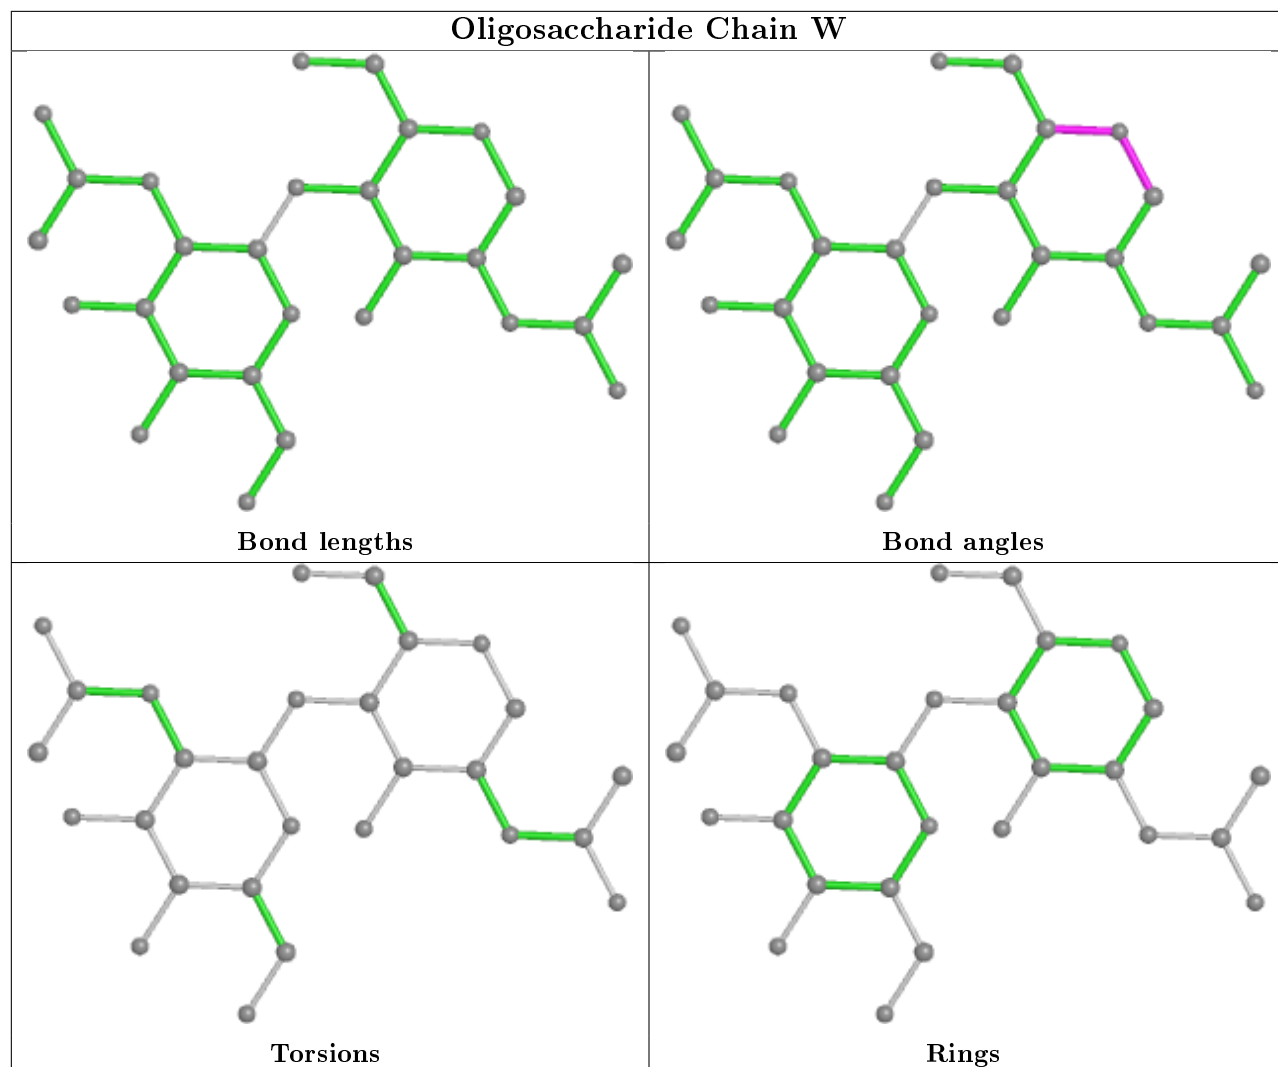 Oligosaccharide Chain W
Bond lengths
Bond angles
Torsions
Rings